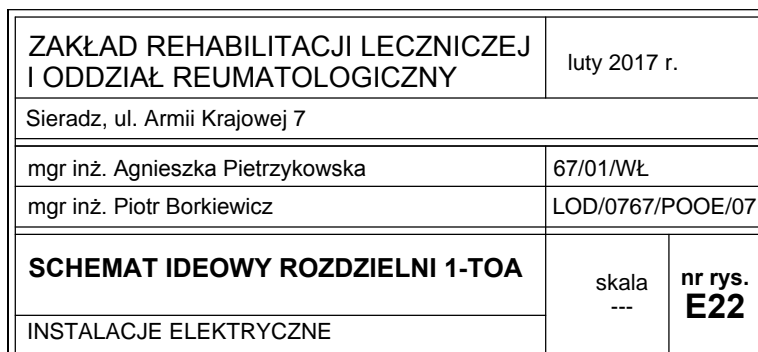 ZAKŁAD REHABILITACJI LECZNICZEJ
I ODDZIAŁ REUMATOLOGICZNY
luty 2017 r.
Sieradz, ul. Armii Krajowej 7
mgr inż. Agnieszka Pietrzykowska
67/01/WŁ
mgr inż. Piotr Borkiewicz
LOD/0767/POOE/07
SCHEMAT IDEOWY ROZDZIELNI 1-TOA
skala
---
nr rys.
E22
INSTALACJE ELEKTRYCZNE